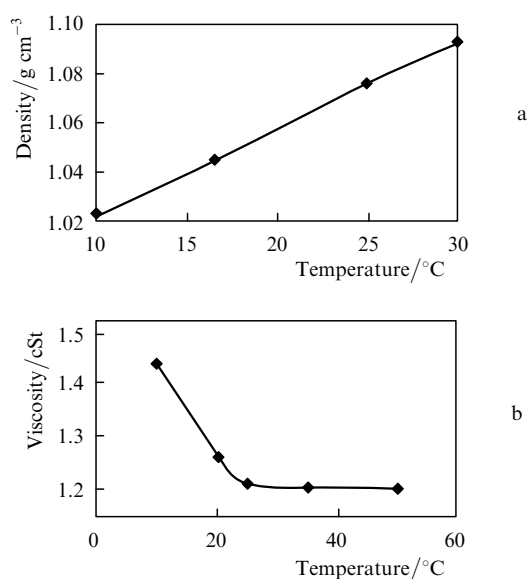 1.10
1.08
1.06
1.04
1.02
Density/g cm⁻³
10 15 20 25 30
Temperature/°C
a
1.5
1.4
1.3
1.2
Viscosity/cSt
0 20 40 60
Temperature/°C
b